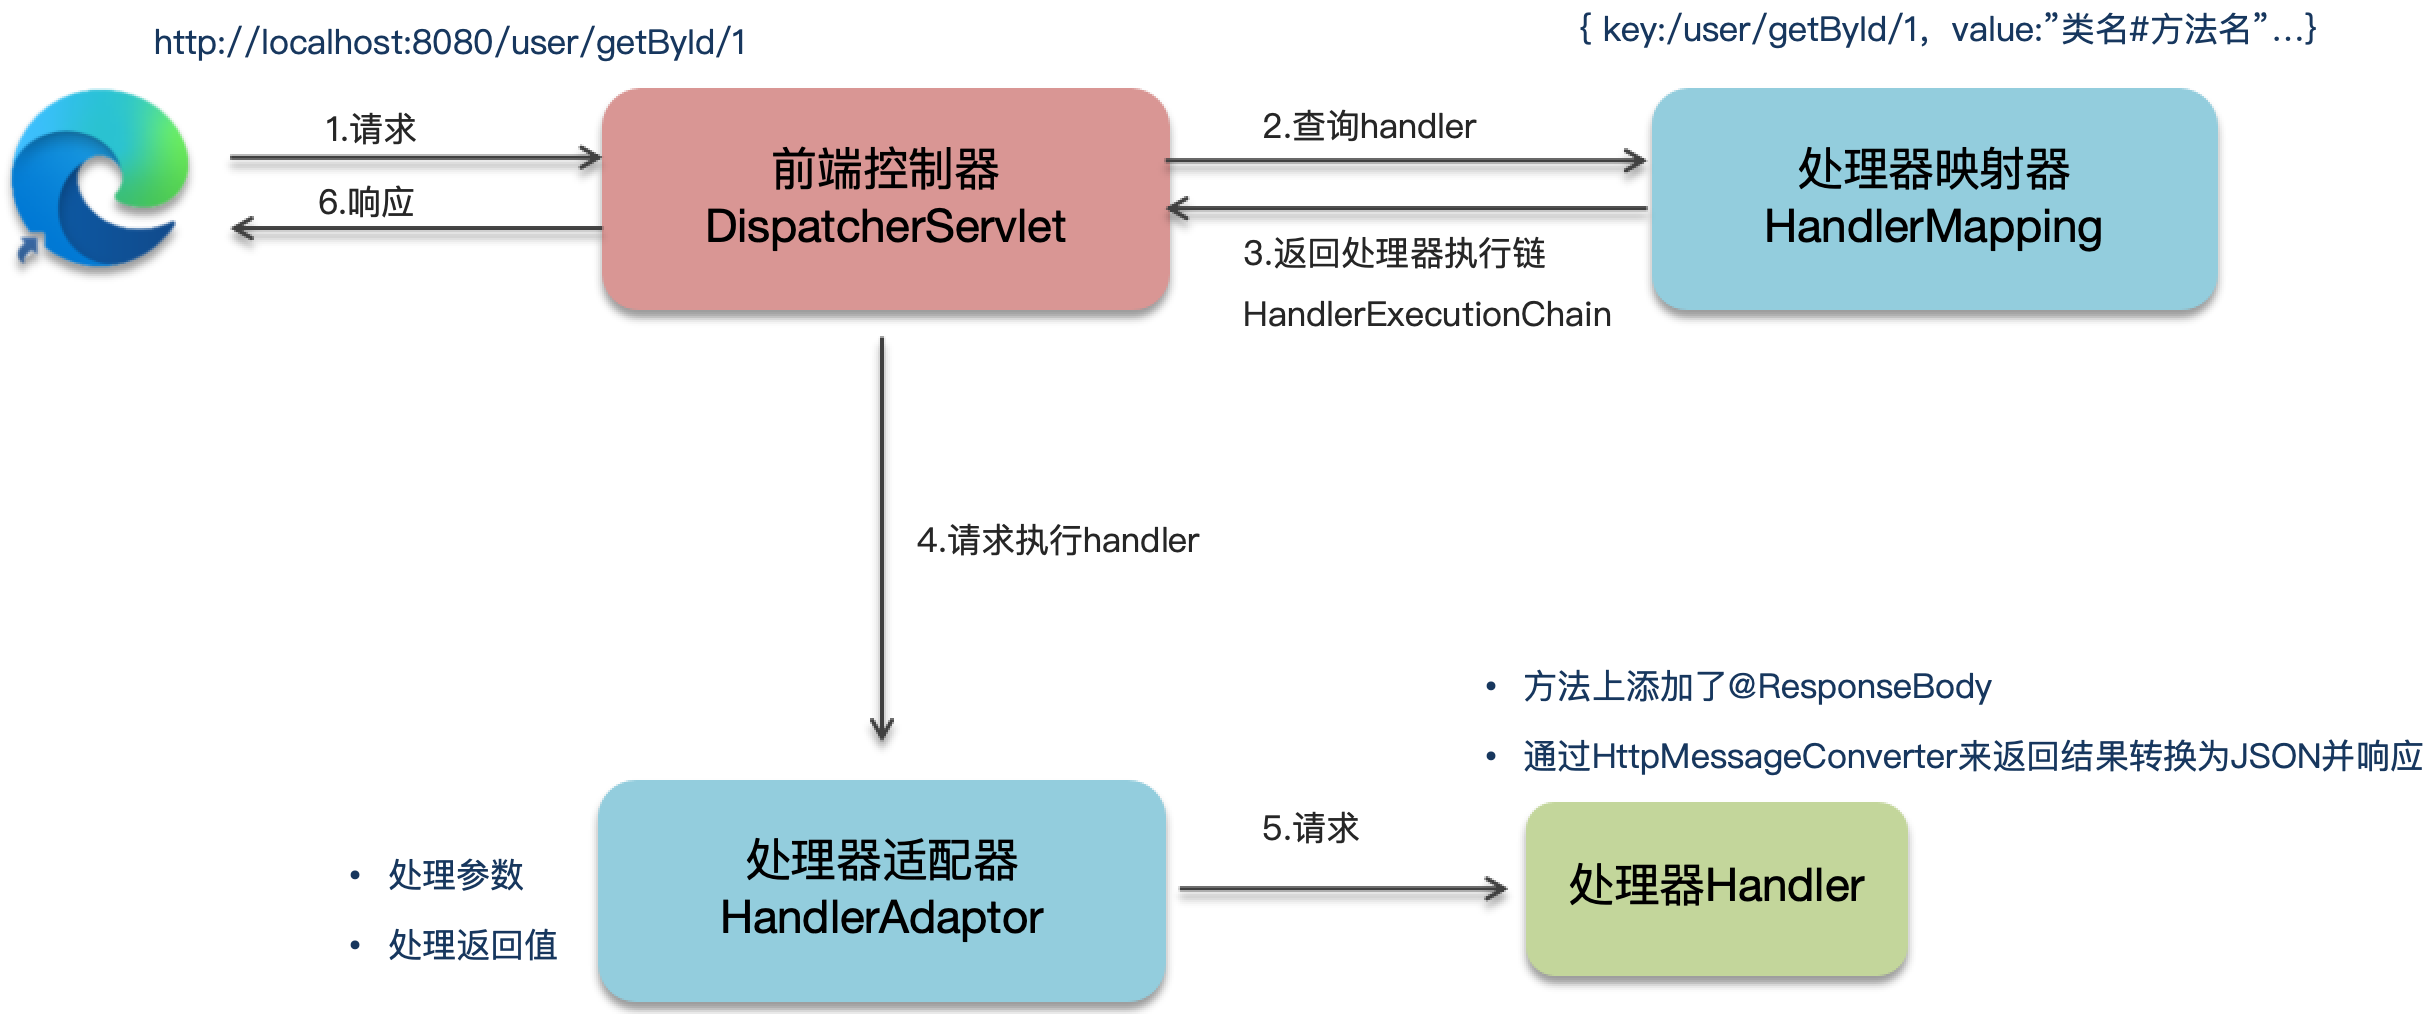 http://localhost:8080/user/getById/1
{ key:/user/getById/1,  value:”类名#方法名”...}
1.请求
6.响应
前端控制器
DispatcherServlet
2.查询handler
3.返回处理器执行链
HandlerExecutionChain
处理器映射器
HandlerMapping
4.请求执行handler
• 方法上添加了@ResponseBody
• 通过HttpMessageConverter来返回结果转换为JSON并响应
• 处理参数
• 处理返回值
处理器适配器
HandlerAdaptor
5.请求
处理器Handler